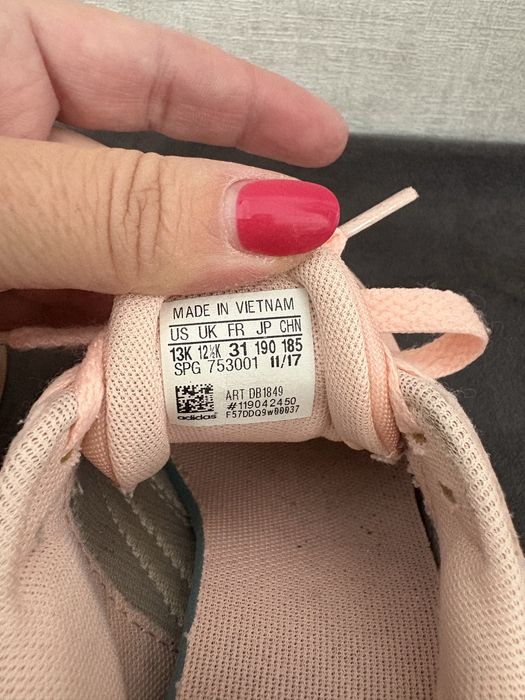 MADE IN VIETNAM
US UK FR JP CHN
13K 12½K 31 190 185
SPG 753001 11/17
ART DB1849
#119042450
adidas F57DDQ9w00037